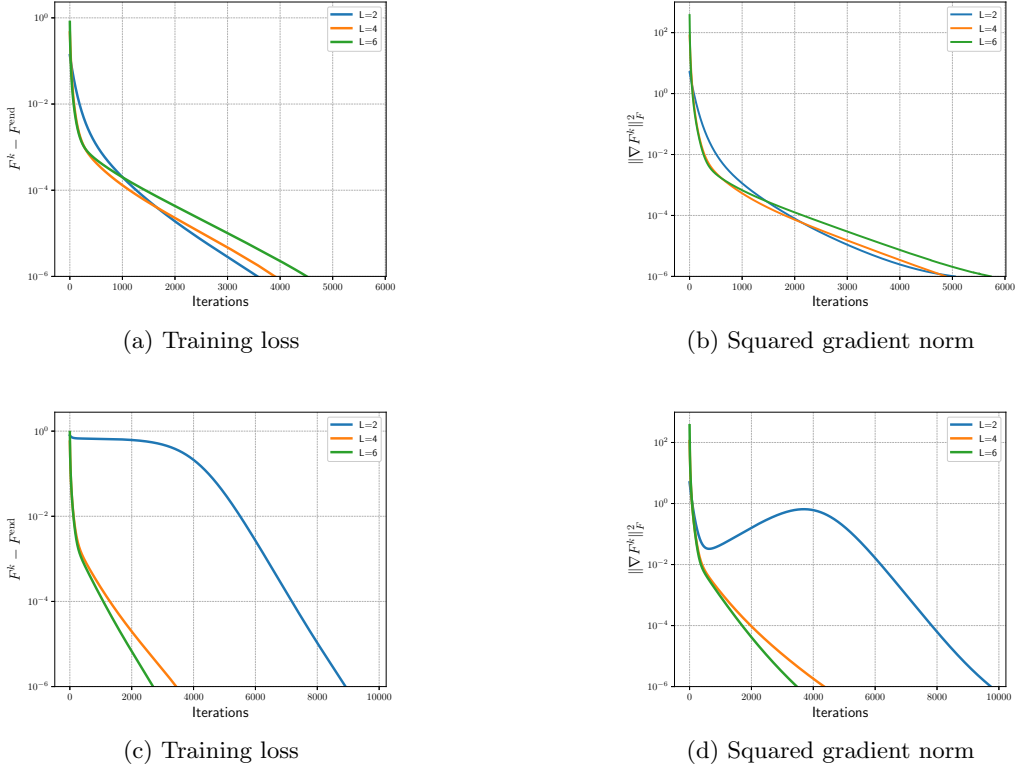 10^0
10^{-2}
10^{-4}
10^{-6}
F^k − F^{end}
0 1000 2000 3000 4000 5000 6000
Iterations
L=2
L=4
L=6
(a) Training loss
10^2
10^0
10^{-2}
10^{-4}
10^{-6}
‖∇F^k‖_F^2
0 1000 2000 3000 4000 5000 6000
Iterations
L=2
L=4
L=6
(b) Squared gradient norm
10^0
10^{-2}
10^{-4}
10^{-6}
F^k − F^{end}
0 2000 4000 6000 8000 10000
Iterations
L=2
L=4
L=6
(c) Training loss
10^2
10^0
10^{-2}
10^{-4}
10^{-6}
‖∇F^k‖_F^2
0 2000 4000 6000 8000 10000
Iterations
L=2
L=4
L=6
(d) Squared gradient norm